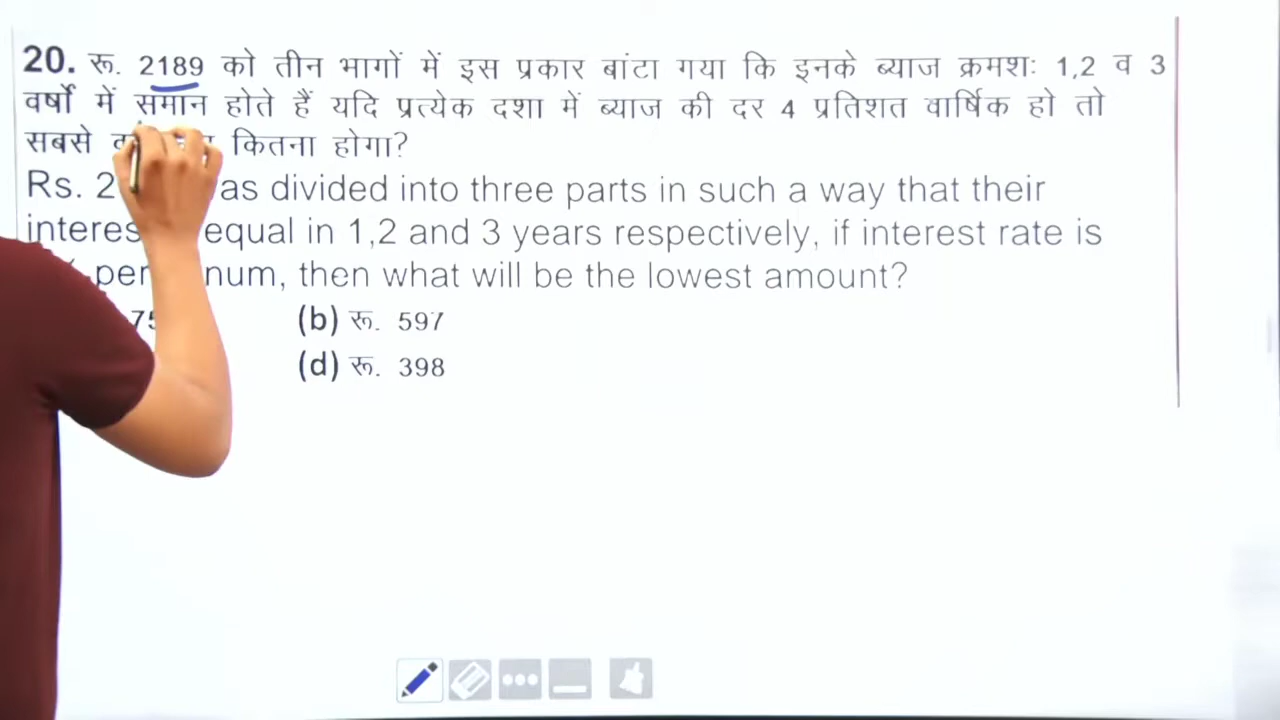 20. रू. 2189 को तीन भागों में इस प्रकार बांटा गया कि इनके ब्याज क्रमशः 1,2 व 3
वर्षो में समान होते हैं यदि प्रत्येक दशा में ब्याज की दर 4 प्रतिशत वार्षिक हो तो
सबसे कितना होगा?
Rs. as divided into three parts in such a way that their
equal in 1,2 and 3 years respectively, if interest rate is
per num, then what will be the lowest amount?
(b) रू. 597
(d) रू. 398